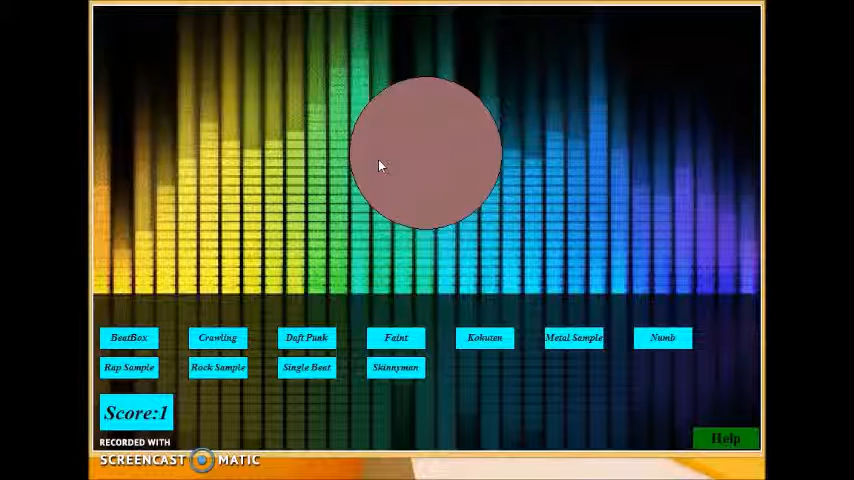 BeatBox Crawling Daft Punk Faint Kokuten Metal Sample Numb
Rap Sample Rock Sample Single Beat Skinnyman
Score:1
Help
RECORDED WITH
SCREENCAST MATIC